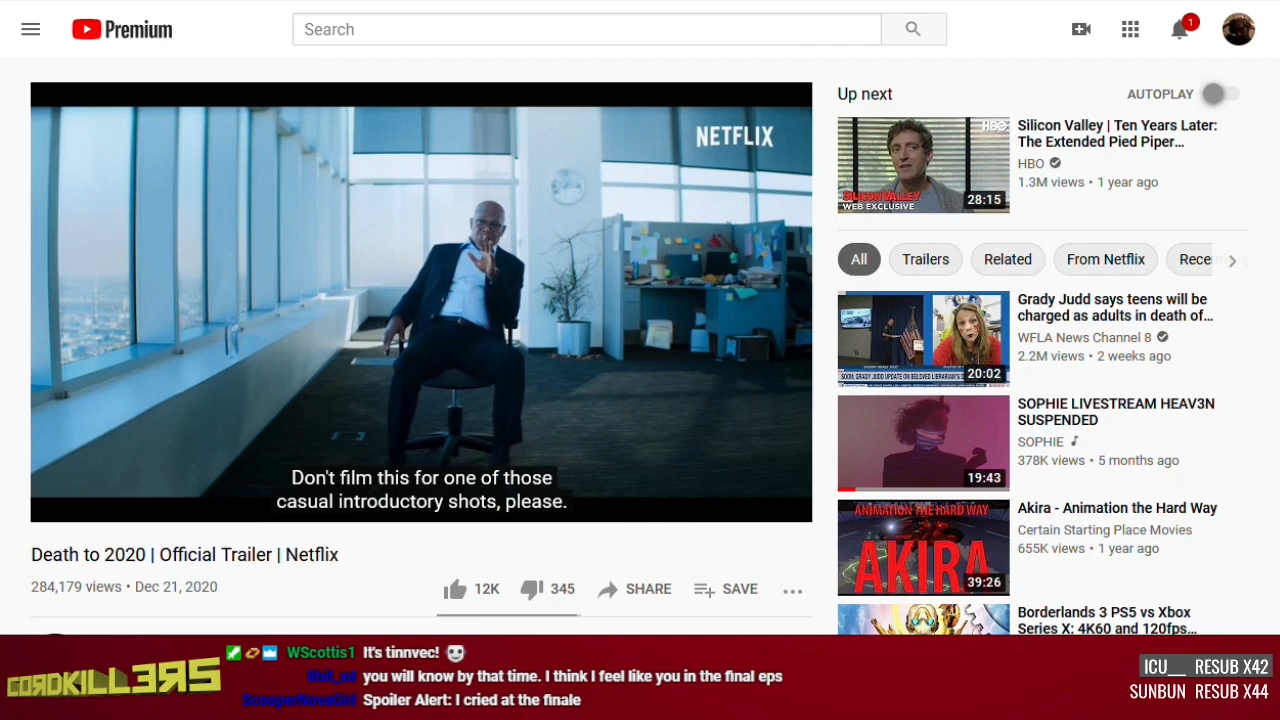 Premium
Search
1
NETFLIX
Don't film this for one of those
casual introductory shots, please.
Death to 2020 | Official Trailer | Netflix
284,179 views • Dec 21, 2020
12K
345
SHARE
SAVE
Up next
AUTOPLAY
HBO
SILICON VALLEY
WEB EXCLUSIVE
28:15
Silicon Valley | Ten Years Later:
The Extended Pied Piper...
HBO
1.3M views • 1 year ago
All
Trailers
Related
From Netflix
Rece
20:02
Grady Judd says teens will be
charged as adults in death of...
WFLA News Channel 8
2.2M views • 2 weeks ago
19:43
SOPHIE LIVESTREAM HEAV3N
SUSPENDED
SOPHIE
378K views • 5 months ago
ANIMATION THE HARD WAY
AKIRA
39:26
Akira - Animation the Hard Way
Certain Starting Place Movies
655K views • 1 year ago
Borderlands 3 PS5 vs Xbox
Series X: 4K60 and 120fps...
CORDKILL3RS
WScottis1 It's tinnvec!
you will know by that time. I think I feel like you in the final eps
ScooperNovaGirl Spoiler Alert: I cried at the finale
ICU__ RESUB X42
SUNBUN RESUB X44